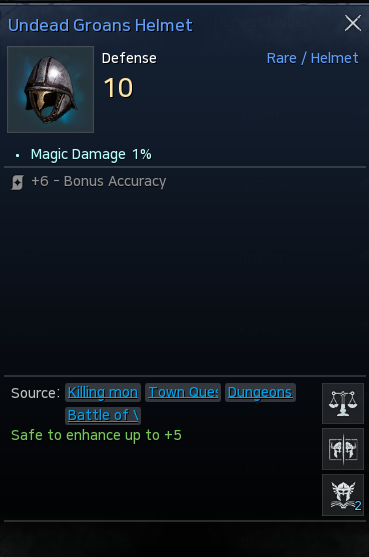 Undead Groans Helmet
Defense
Rare / Helmet
10
• Magic Damage 1%
+6 - Bonus Accuracy
Source: Killing mon Town Ques Dungeons
Battle of
Safe to enhance up to +5
2